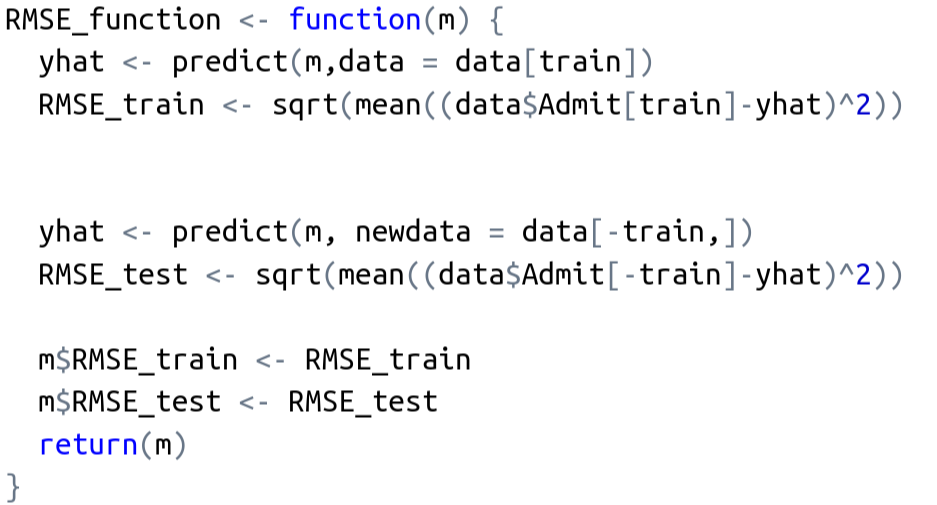 RMSE_function <- function(m) {
  yhat <- predict(m,data = data[train])
  RMSE_train <- sqrt(mean((data$Admit[train]-yhat)^2))
  yhat <- predict(m, newdata = data[-train,])
  RMSE_test <- sqrt(mean((data$Admit[-train]-yhat)^2))
  m$RMSE_train <- RMSE_train
  m$RMSE_test <- RMSE_test
  return(m)
}